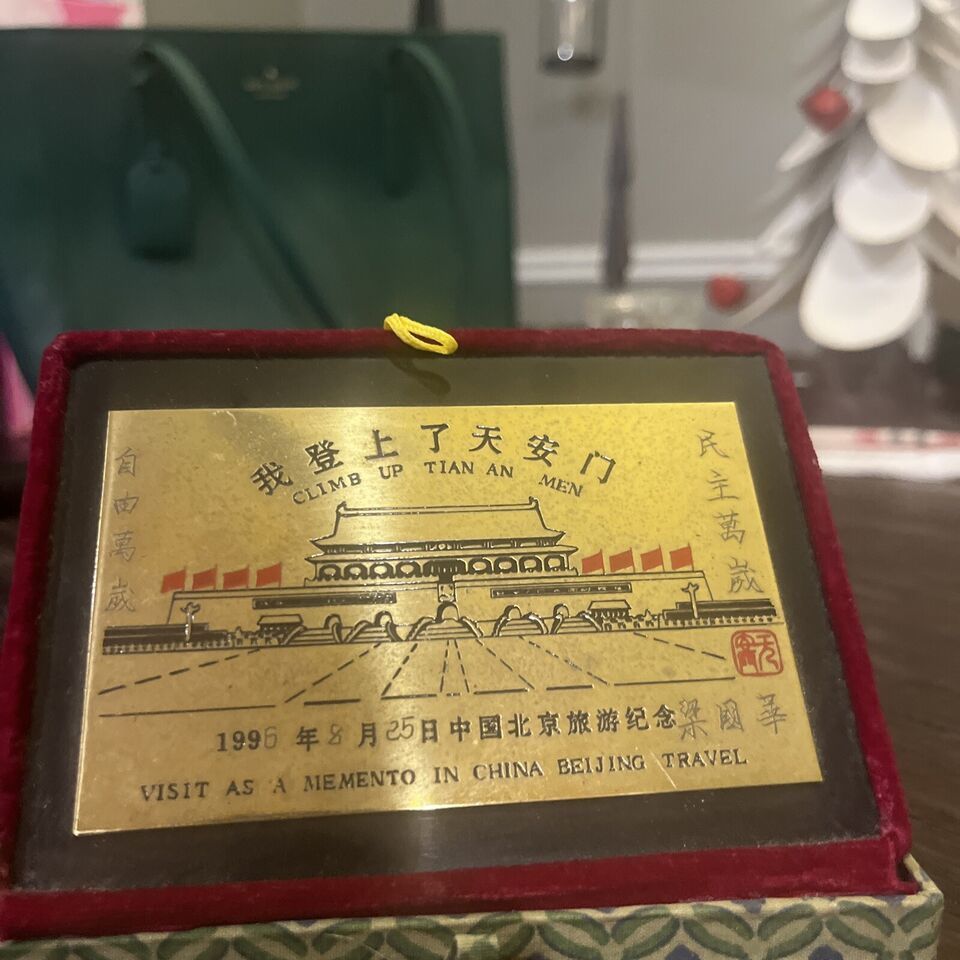 我登上了天安门
CLIMB UP TIAN AN MEN
自由萬歲
民主萬歲
1996年8月25日中国北京旅游纪念
梁國華
VISIT AS A MEMENTO IN CHINA BEIJING TRAVEL